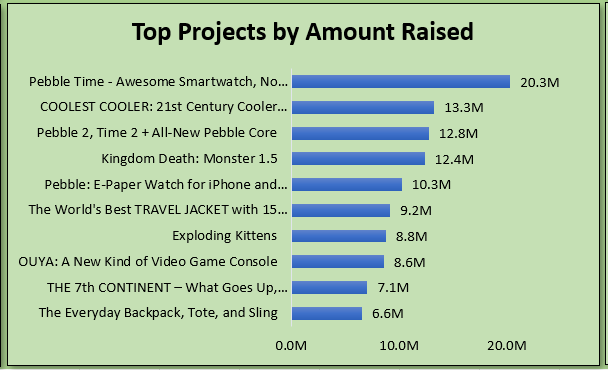 Top Projects by Amount Raised
Pebble Time - Awesome Smartwatch, No... 20.3M
COOLEST COOLER: 21st Century Cooler... 13.3M
Pebble 2, Time 2 + All-New Pebble Core 12.8M
Kingdom Death: Monster 1.5 12.4M
Pebble: E-Paper Watch for iPhone and... 10.3M
The World's Best TRAVEL JACKET with 15... 9.2M
Exploding Kittens 8.8M
OUYA: A New Kind of Video Game Console 8.6M
THE 7th CONTINENT – What Goes Up,... 7.1M
The Everyday Backpack, Tote, and Sling 6.6M
0.0M 10.0M 20.0M